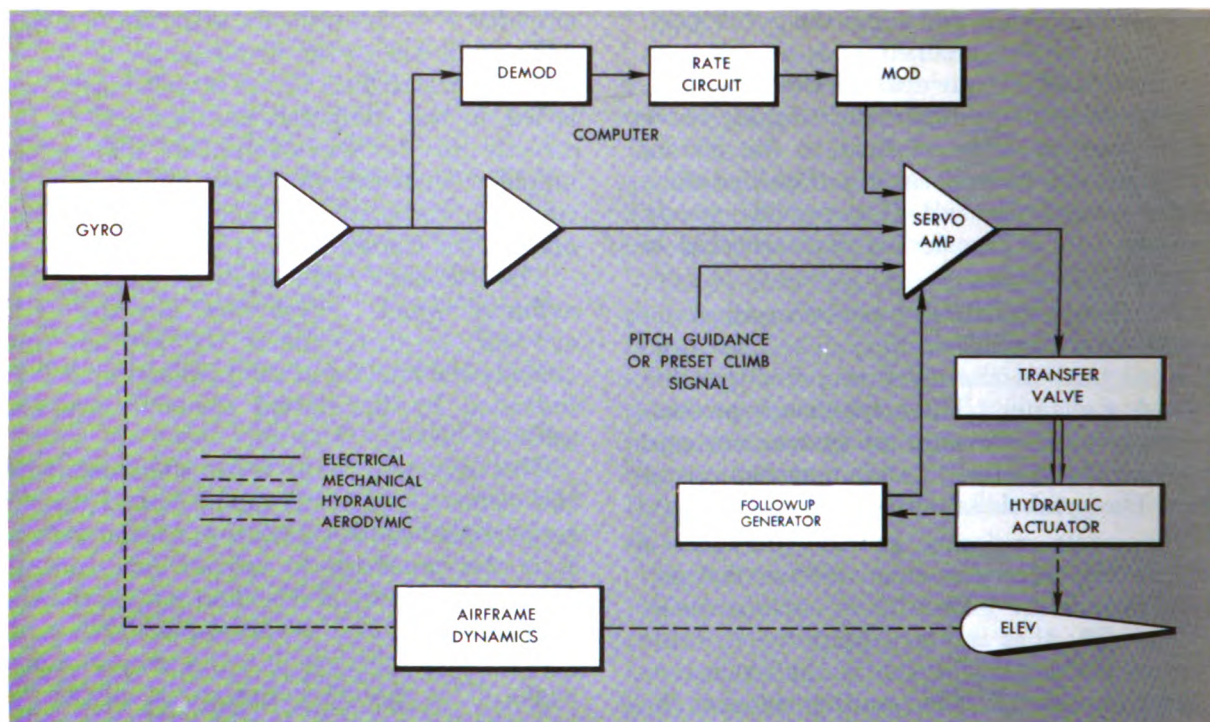 DEMOD
RATE
CIRCUIT
MOD
COMPUTER
GYRO
SERVO
AMP
PITCH GUIDANCE
OR PRESET CLIMB
SIGNAL
TRANSFER
VALVE
ELECTRICAL
MECHANICAL
HYDRAULIC
AERODYMIC
FOLLOWUP
GENERATOR
HYDRAULIC
ACTUATOR
AIRFRAME
DYNAMICS
ELEV